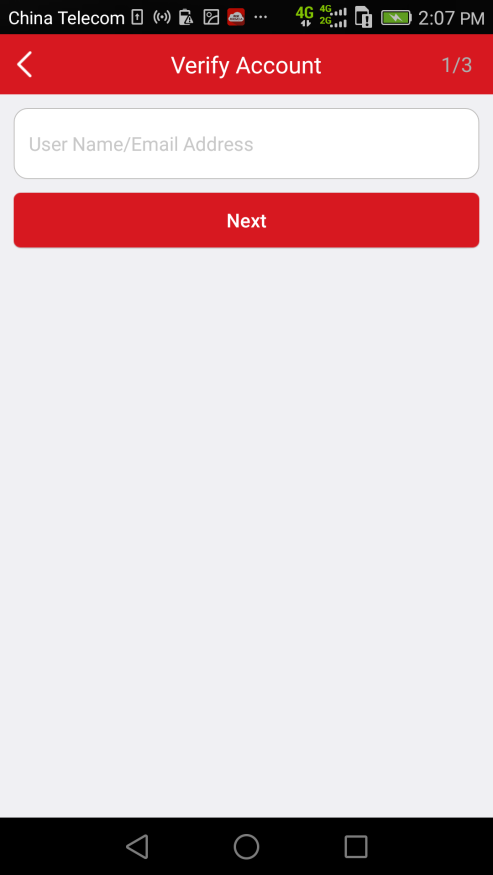 China Telecom 4G 4G 2G 2:07 PM
Verify Account 1/3
User Name/Email Address
Next